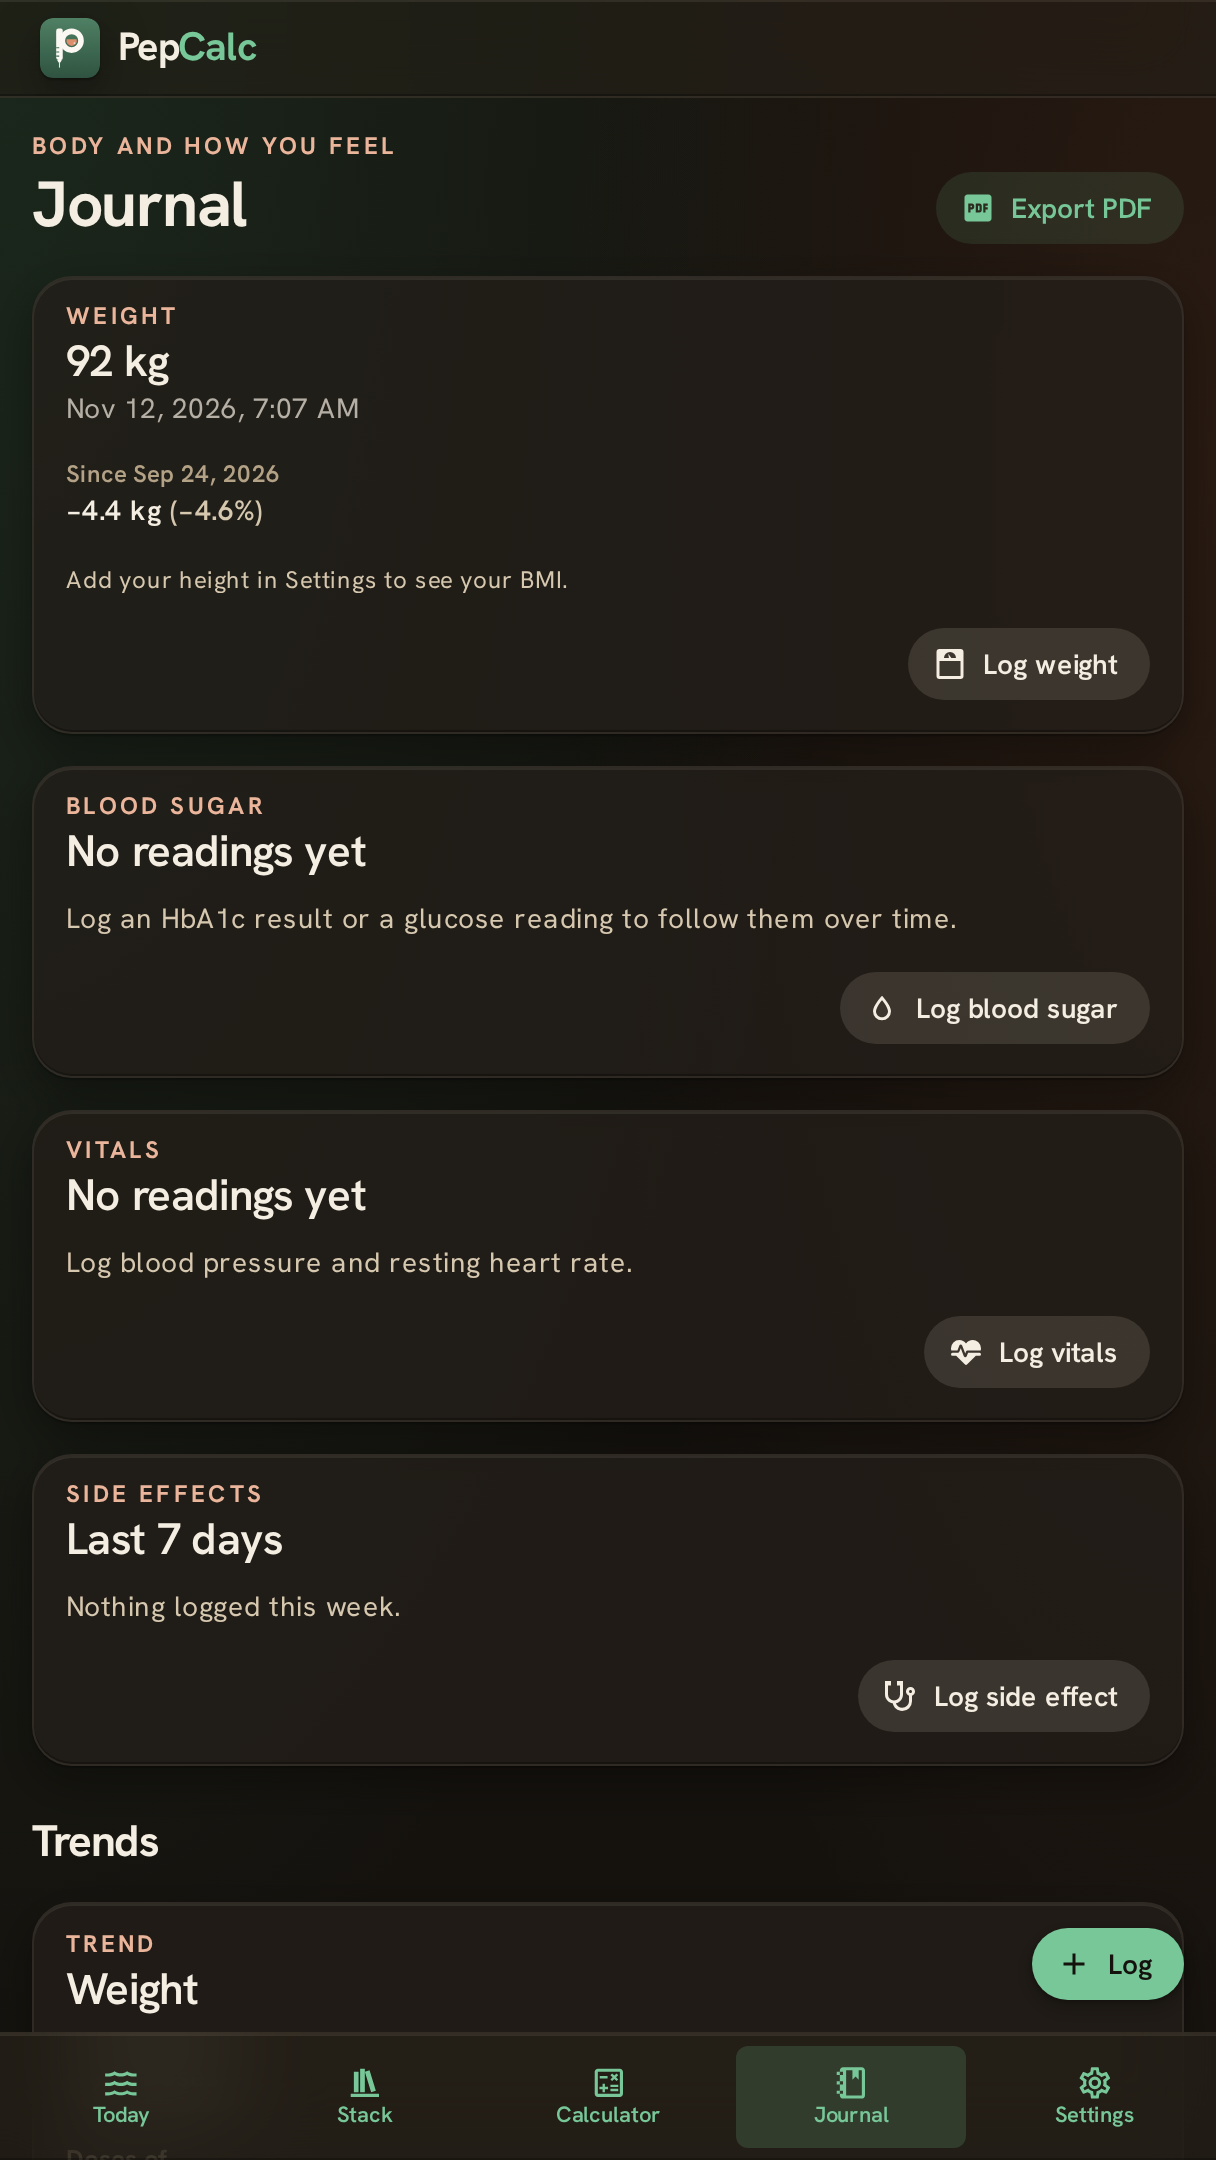 PepCalc
BODY AND HOW YOU FEEL
Journal
PDF
Export PDF
WEIGHT
92 kg
Nov 12, 2026, 7:07 AM
Since Sep 24, 2026
−4.4 kg (−4.6%)
Add your height in Settings to see your BMI.
Log weight
BLOOD SUGAR
No readings yet
Log an HbA1c result or a glucose reading to follow them over time.
Log blood sugar
VITALS
No readings yet
Log blood pressure and resting heart rate.
Log vitals
SIDE EFFECTS
Last 7 days
Nothing logged this week.
Log side effect
Trends
TREND
Weight
Log
Today
Stack
Calculator
Journal
Settings
Doses of